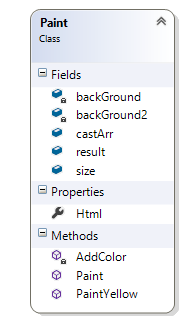 Paint
Class
Fields
backGround
backGround2
castArr
result
size
Properties
Html
Methods
AddColor
Paint
PaintYellow